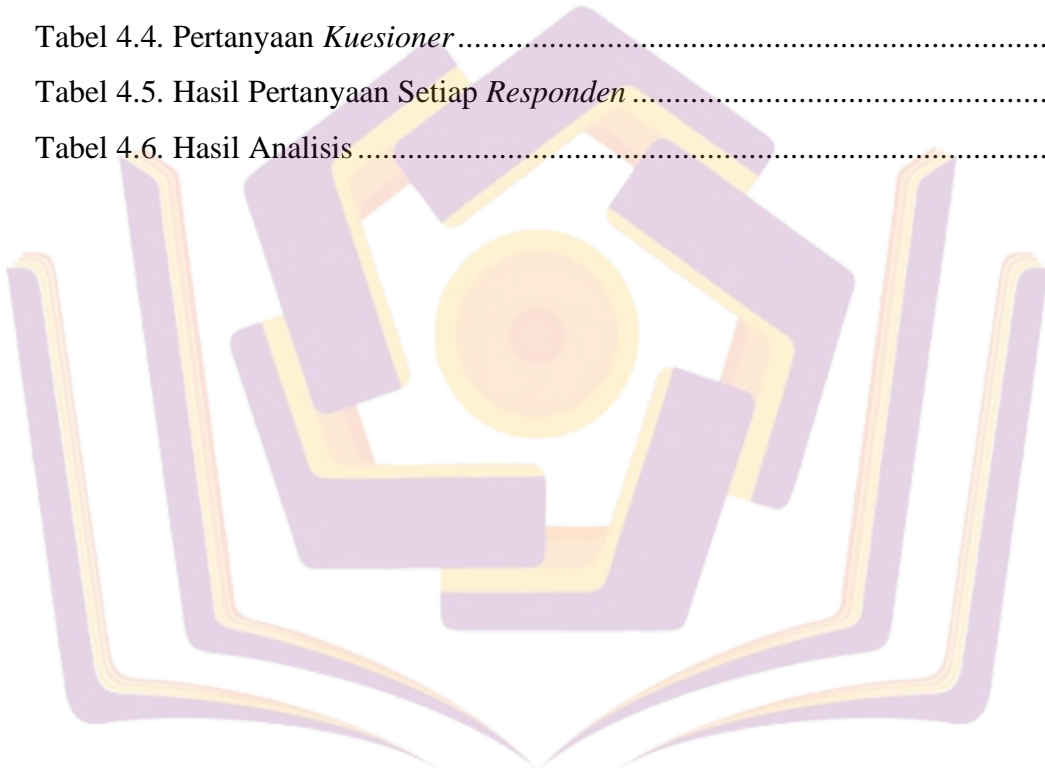 Tabel 4.4. Pertanyaan Kuesioner..........................................................................
Tabel 4.5. Hasil Pertanyaan Setiap Responden....................................................
Tabel 4.6. Hasil Analisis.......................................................................................